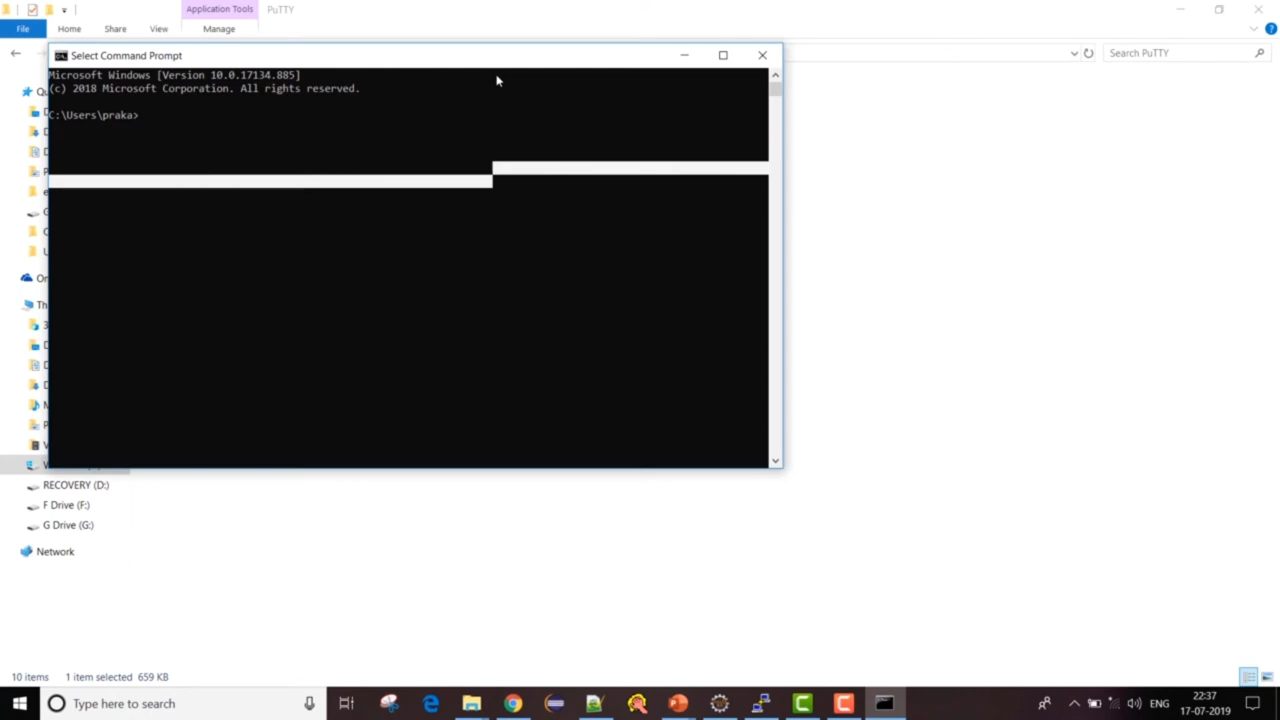 Application Tools
PuTTY
File
Home
Share
View
Manage
Select Command Prompt
Search PuTTY
Microsoft Windows [Version 10.0.17134.885]
(c) 2018 Microsoft Corporation. All rights reserved.
C:\Users\praka>
RECOVERY (D:)
F Drive (F:)
G Drive (G:)
Network
10 items
1 item selected 659 KB
Type here to search
ENG
22:37
17-07-2019